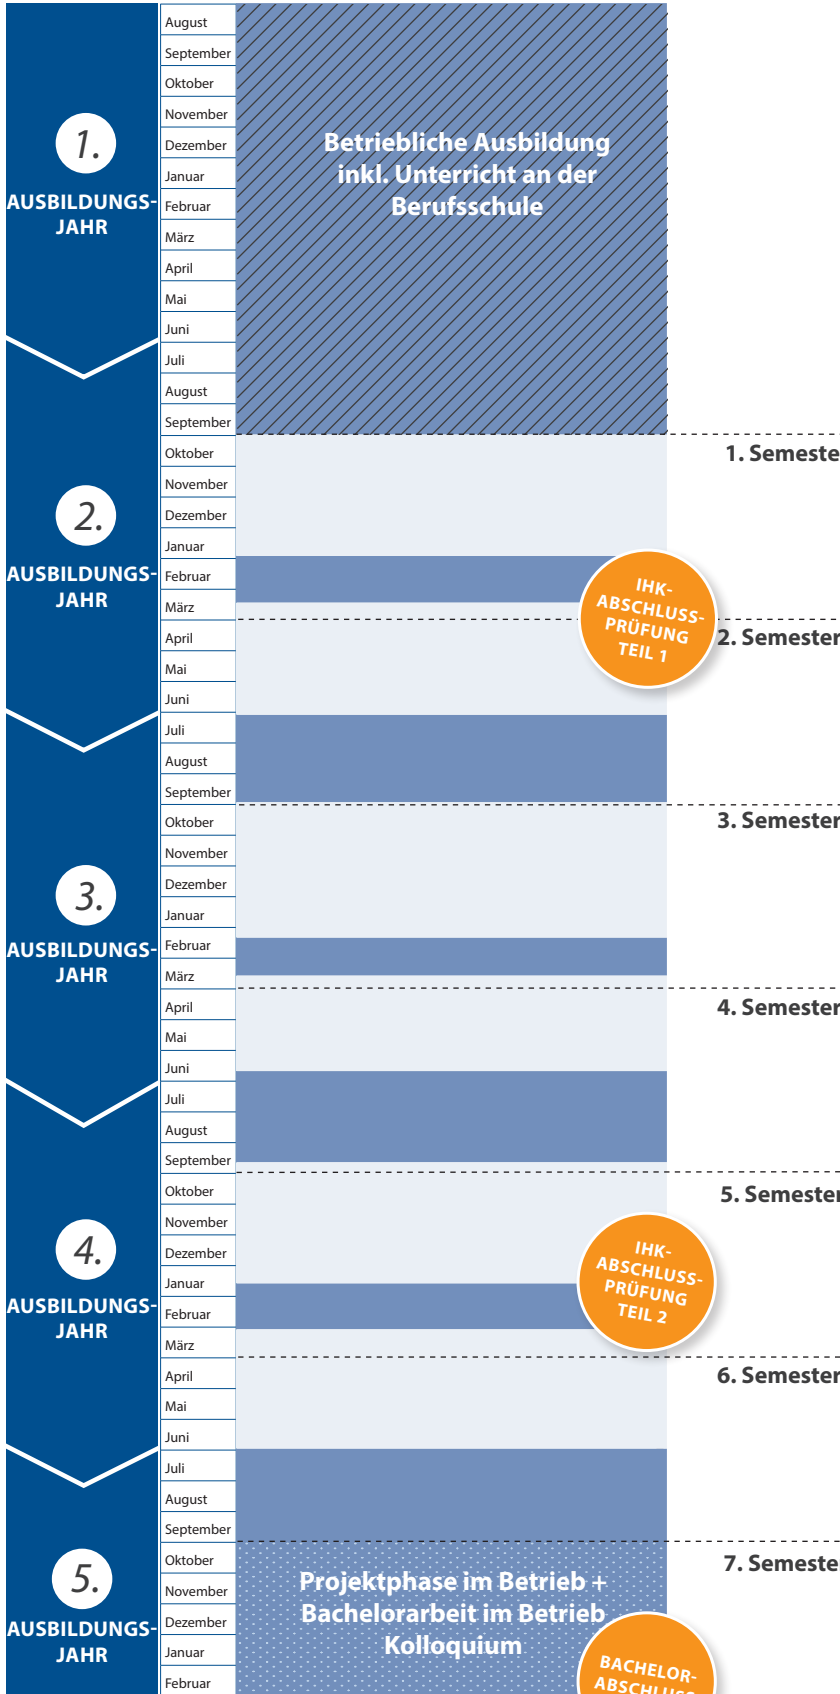 August
September
Oktober
November
Dezember
Januar
Februar
März
April
Mai
Juni
Juli
August
September
Oktober
November
Dezember
Januar
Februar
März
April
Mai
Juni
Juli
August
September
Oktober
November
Dezember
Januar
Februar
März
April
Mai
Juni
Juli
August
September
Oktober
November
Dezember
Januar
Februar
März
April
Mai
Juni
Juli
August
September
Oktober
November
Dezember
Januar
Februar
1.
AUSBILDUNGS-
JAHR
2.
AUSBILDUNGS-
JAHR
3.
AUSBILDUNGS-
JAHR
4.
AUSBILDUNGS-
JAHR
5.
AUSBILDUNGS-
JAHR
Betriebliche Ausbildung
inkl. Unterricht an der
Berufsschule
1. Semeste
IHK-
ABSCHLUSS-
PRÜFUNG
TEIL 1
2. Semester
3. Semester
4. Semester
5. Semester
IHK-
ABSCHLUSS-
PRÜFUNG
TEIL 2
6. Semester
7. Semeste
Projektphase im Betrieb +
Bachelorarbeit im Betrieb
Kolloquium
BACHELOR-
ABSCHLUSS